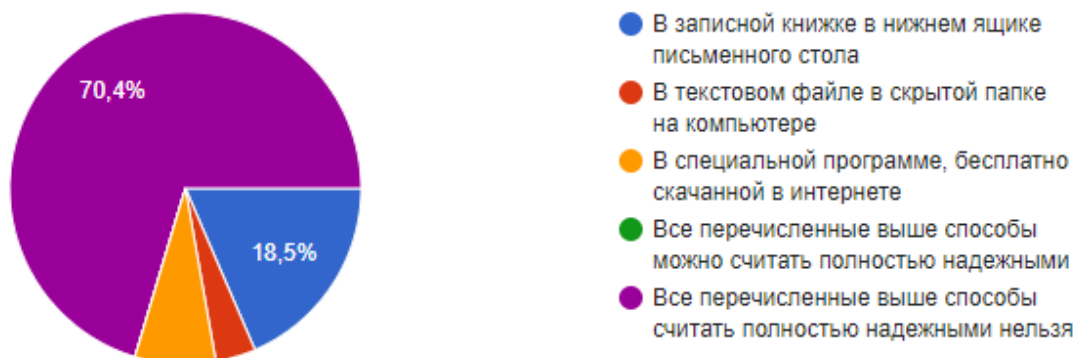 70,4%
18,5%
В записной книжке в нижнем ящике
письменного стола
В текстовом файле в скрытой папке
на компьютере
В специальной программе, бесплатно
скачанной в интернете
Все перечисленные выше способы
можно считать полностью надежными
Все перечисленные выше способы
считать полностью надежными нельзя